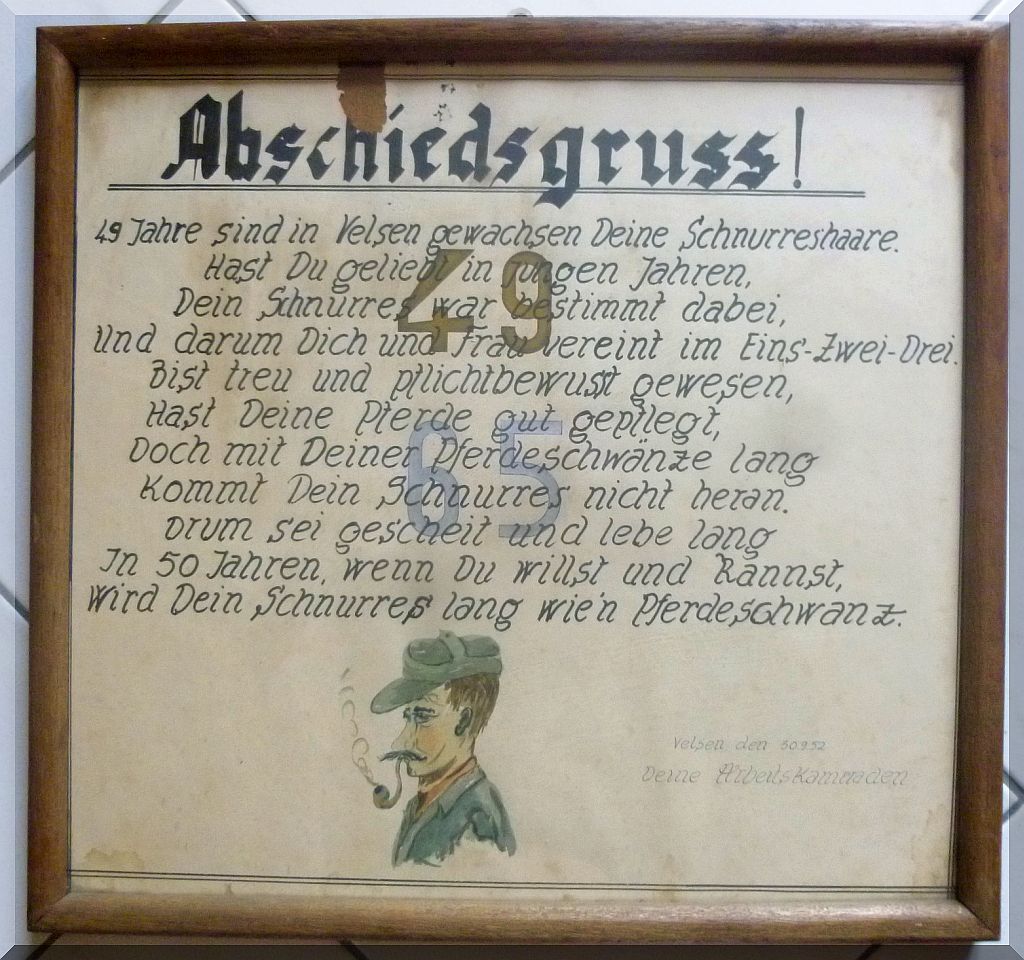 Abschiedsgruss!
49 Jahre sind in Velsen gewachsen Deine Schnurreshaare.
Hast Du geliebt in jungen Jahren,
Dein Schnurres war bestimmt dabei,
Und darum Dich und Frau vereint im Eins-Zwei-Drei.
Bist treu und pflichtbewusst gewesen,
Hast Deine Pferde gut gepflegt,
Doch mit Deiner Pferdeschwänze lang
Kommt Dein Schnurres nicht heran.
Drum sei gescheit und lebe lang
In 50 Jahren, wenn Du willst und Kannst,
Wird Dein Schnurres lang wie'n Pferdeschwanz.
49
65
Velsen den 30.9.52
Deine ArbeitsKammraden